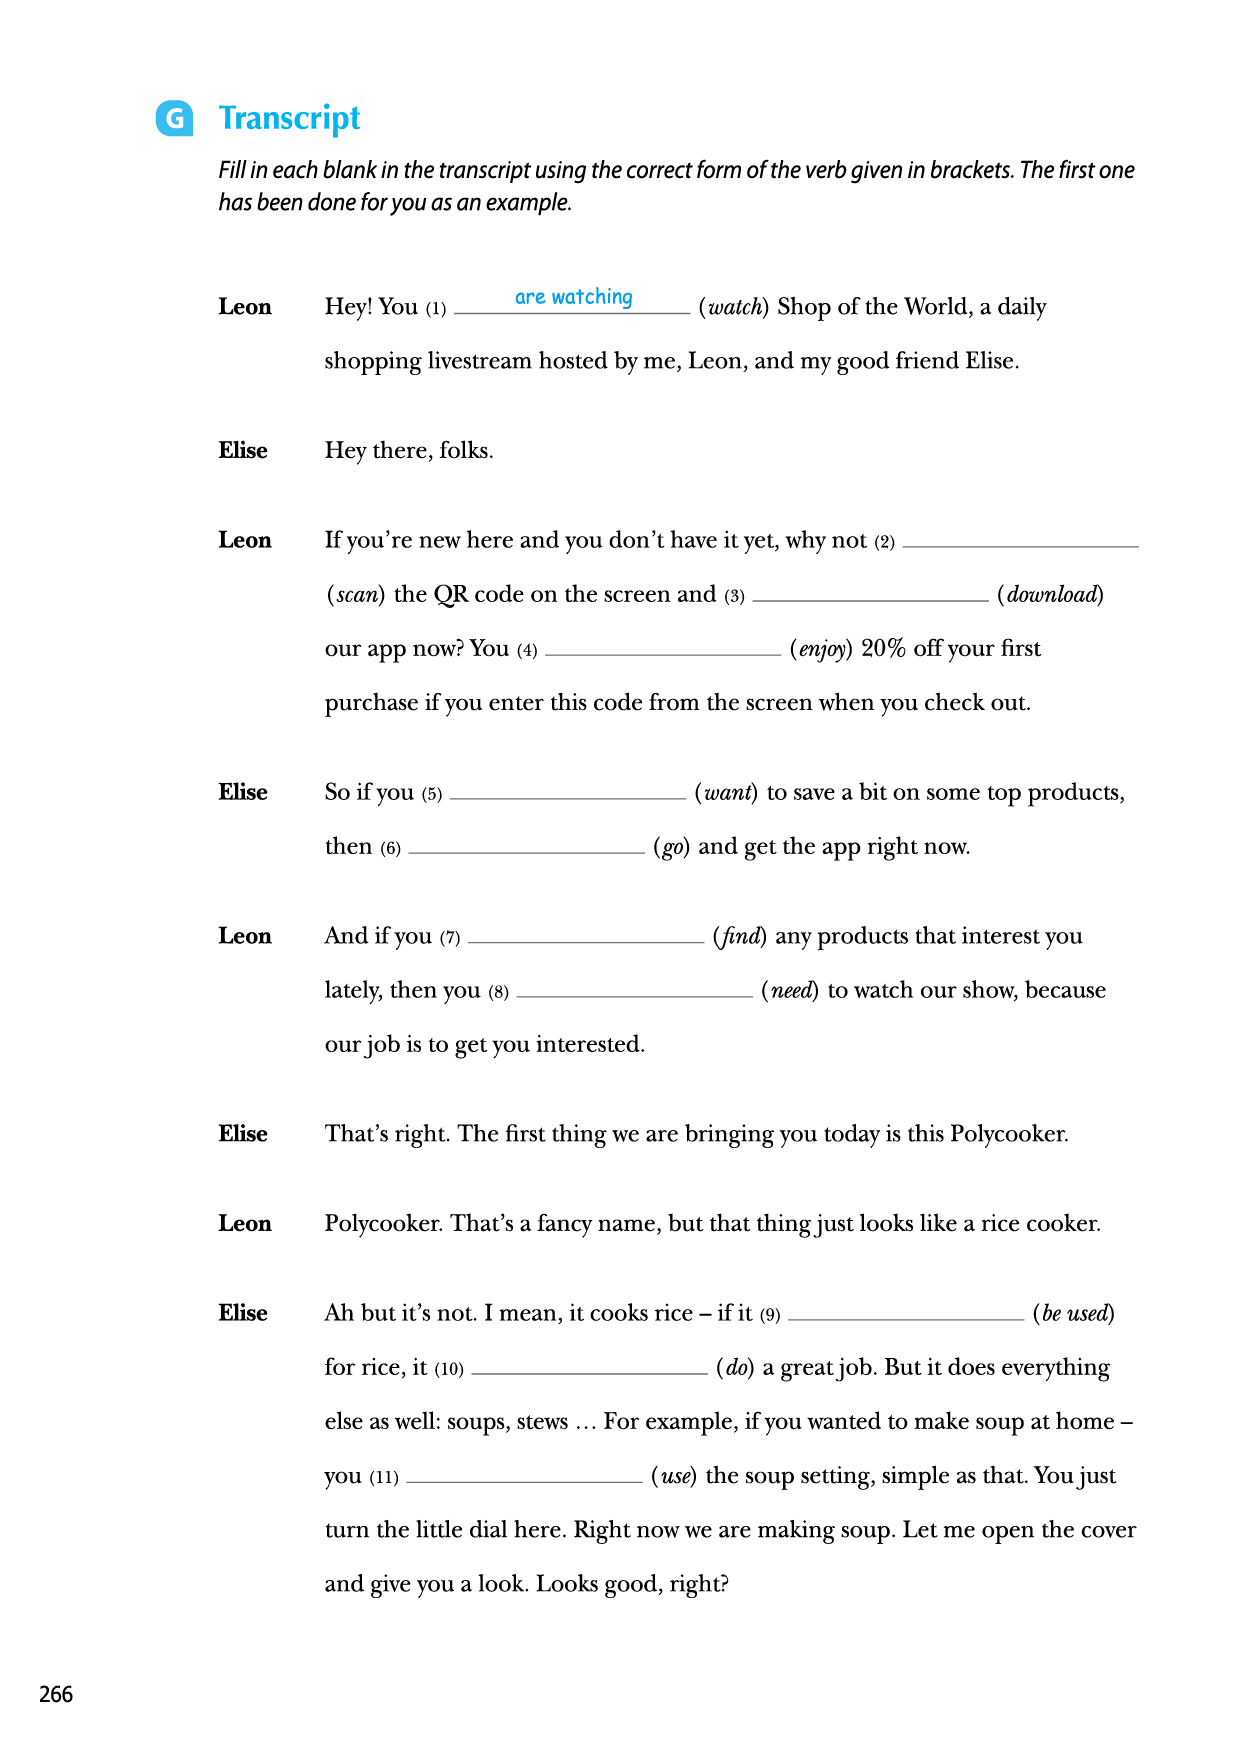 G Transcript
Fill in each blank in the transcript using the correct form of the verb given in brackets. The first one
has been done for you as an example.
Leon Hey! You (1) are watching (watch) Shop of the World, a daily
shopping livestream hosted by me, Leon, and my good friend Elise.
Elise Hey there, folks.
Leon If you’re new here and you don’t have it yet, why not (2) ____________________
(scan) the QR code on the screen and (3) ____________________ (download)
our app now? You (4) ____________________ (enjoy) 20% off your first
purchase if you enter this code from the screen when you check out.
Elise So if you (5) ____________________ (want) to save a bit on some top products,
then (6) ____________________ (go) and get the app right now.
Leon And if you (7) ____________________ (find) any products that interest you
lately, then you (8) ____________________ (need) to watch our show, because
our job is to get you interested.
Elise That’s right. The first thing we are bringing you today is this Polycooker.
Leon Polycooker. That’s a fancy name, but that thing just looks like a rice cooker.
Elise Ah but it’s not. I mean, it cooks rice – if it (9) ____________________ (be used)
for rice, it (10) ____________________ (do) a great job. But it does everything
else as well: soups, stews … For example, if you wanted to make soup at home –
you (11) ____________________ (use) the soup setting, simple as that. You just
turn the little dial here. Right now we are making soup. Let me open the cover
and give you a look. Looks good, right?
266